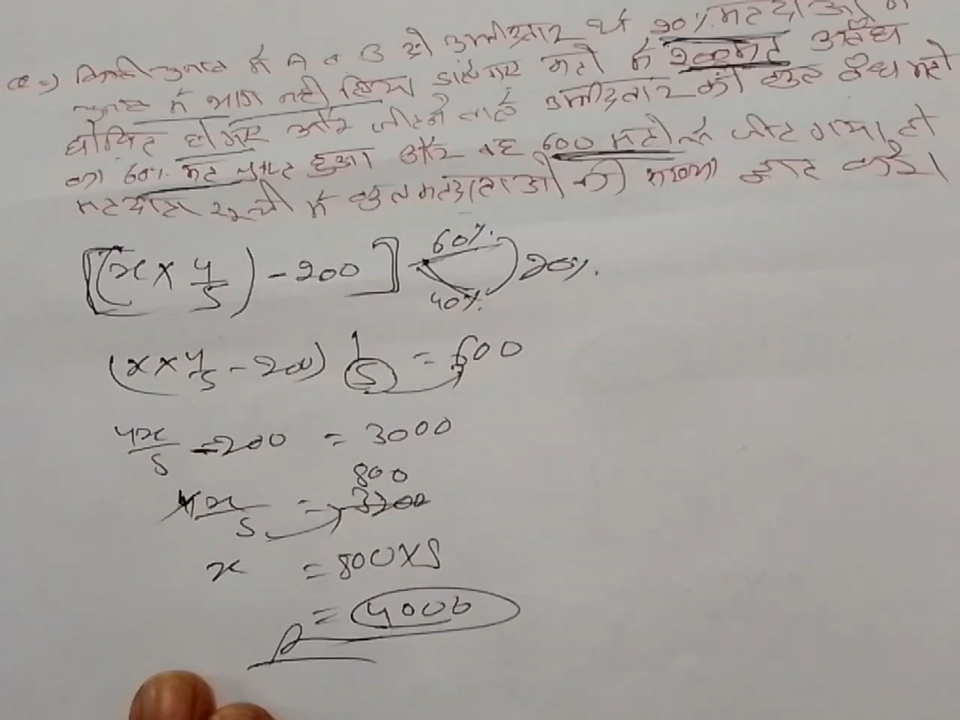 Q=) किसी चुनाव में A व B दो उम्मीदवार थे 20% मतदाताओं ने
चुनाव में भाग नहीं लिया डाले गए मतों में 200 मत अवैध
घोषित हो गए और जीतने वाले उम्मीदवार को कुल वैध मतों
का 60% मत प्राप्त हुआ और वह 600 मतों से जीत गया तो
मतदाता सूची में कुल मतदाताओं की संख्या ज्ञात करें।
[(x × 4/5) - 200] 60% 40% 20%.
(x × 4/5 - 200) 1/5 = 600
4x/5 - 200 = 3000
800
4x/5 = 3200
x = 800 × 5
= 4000